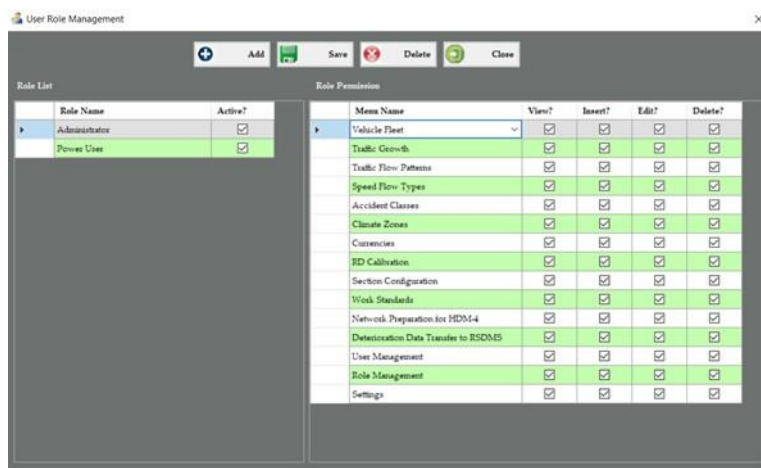 User Role Management
Add Save Delete Close
Role List Role Permission
Role Name Active? Menu Name View? Insert? Edit? Delete?
Administrator Vehicle Fleet
Power User Traffic Growth
Traffic Flow Patterns
Speed Flow Types
Accident Classes
Climate Zones
Currencies
RD Calibration
Section Configuration
Work Standards
Network Preparation for HDM-4
Deterioration Data Transfer to RSDMS
User Management
Role Management
Settings